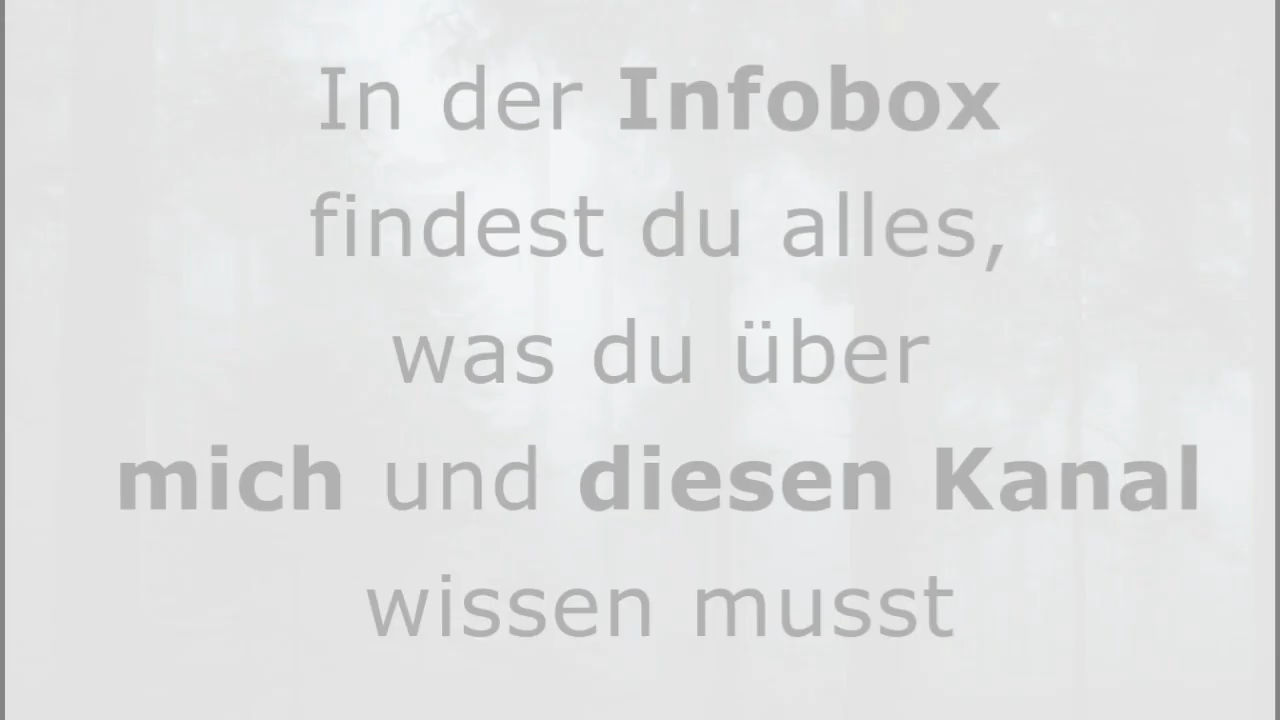 In der Infobox
findest du alles,
was du über
mich und diesen Kanal
wissen musst